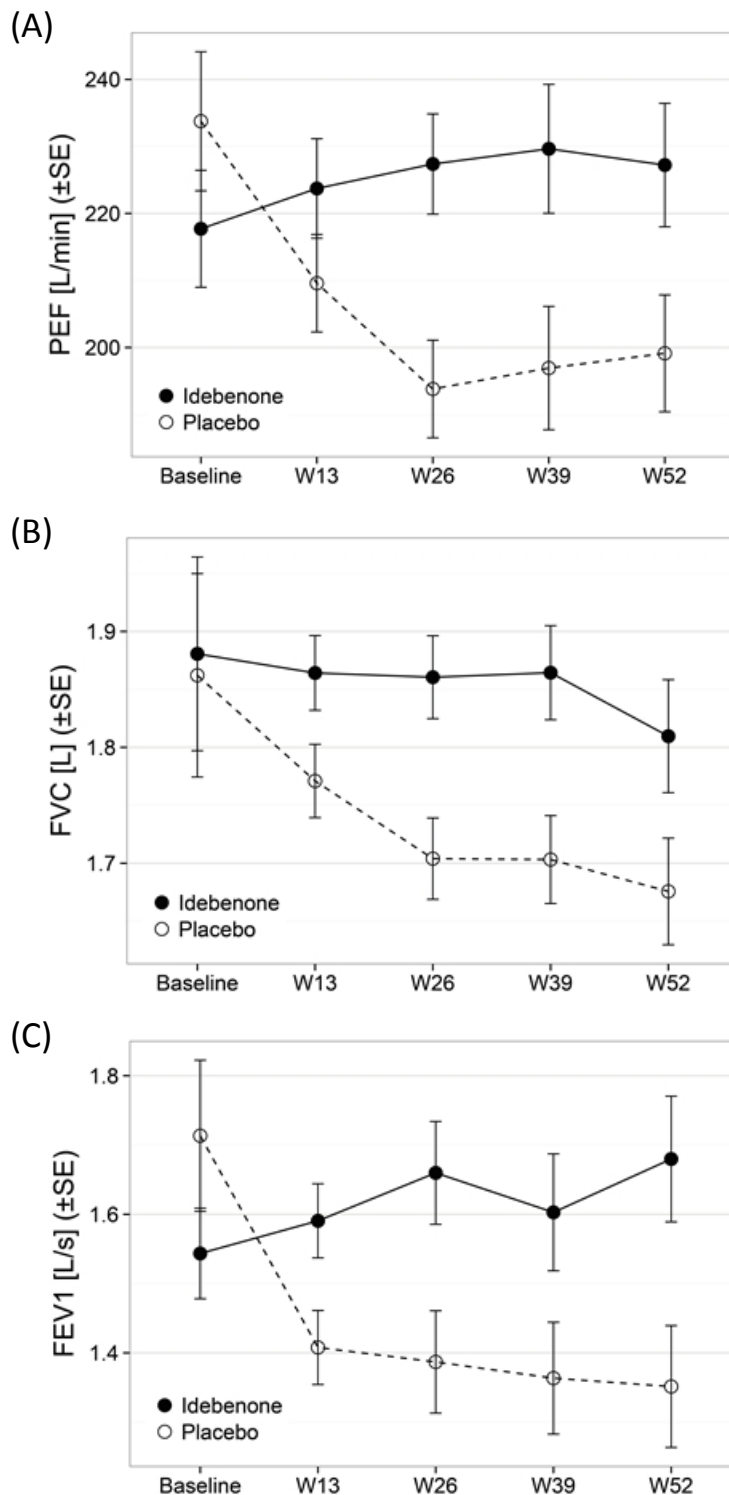 (A)
PEF [L/min] (±SE)
240
220
200
Idebenone
Placebo
Baseline W13 W26 W39 W52
(B)
FVC [L] (±SE)
1.9
1.8
1.7
Idebenone
Placebo
Baseline W13 W26 W39 W52
(C)
FEV1 [L/s] (±SE)
1.8
1.6
1.4
Idebenone
Placebo
Baseline W13 W26 W39 W52